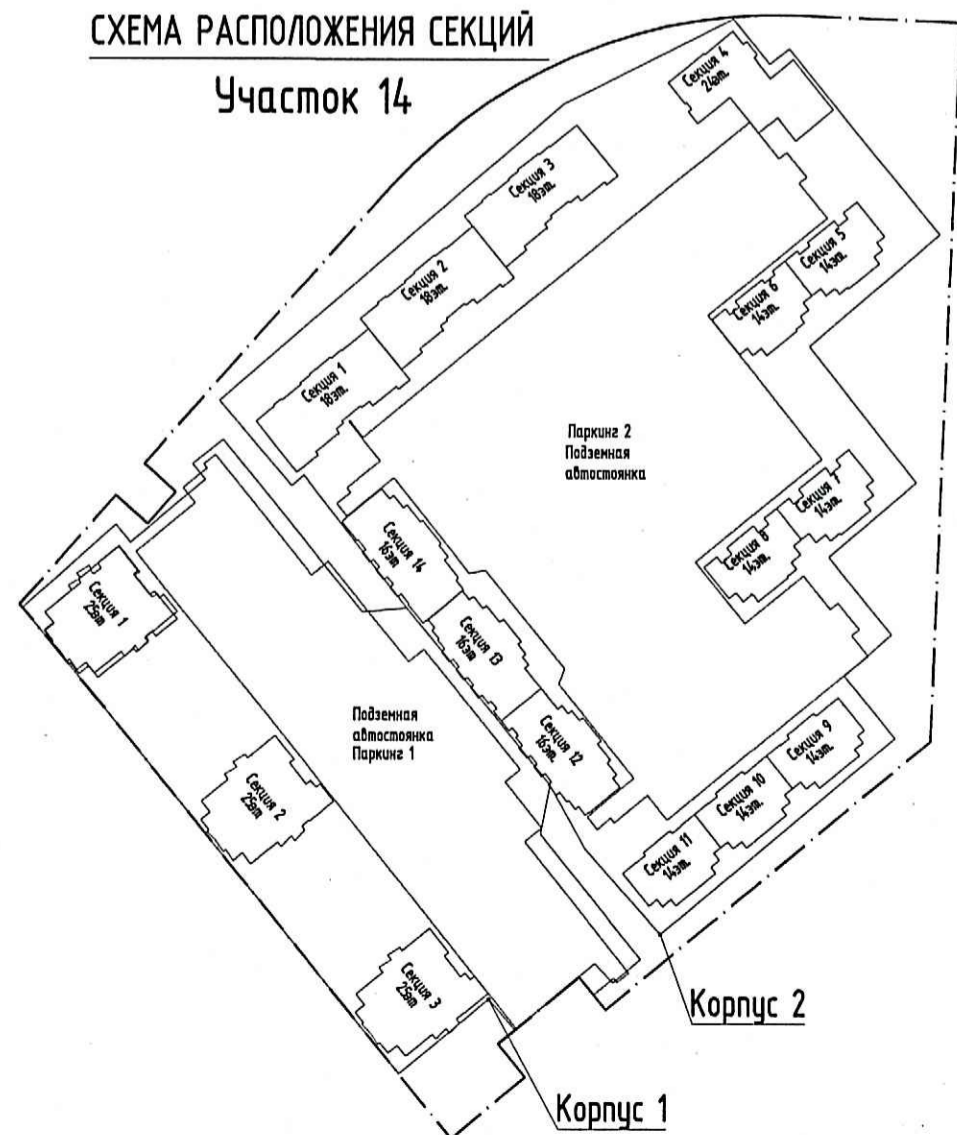 СХЕМА РАСПОЛОЖЕНИЯ СЕКЦИЙ
Участок 14
Секция 4
24эт.
Секция 3
18эт.
Секция 2
18эт.
Секция 1
18эт.
Секция 5
14эт.
Секция 6
14эт.
Паркинг 2
Подземная
автостоянка
Секция 7
14эт.
Секция 8
14эт.
Секция 14
16эт
Секция 13
16эт
Секция 12
16эт.
Секция 1
25эт
Подземная
автостоянка
Паркинг 1
Секция 2
25эт
Секция 9
14эт.
Секция 10
14эт.
Секция 11
14эт.
Секция 3
25эт
Корпус 2
Корпус 1